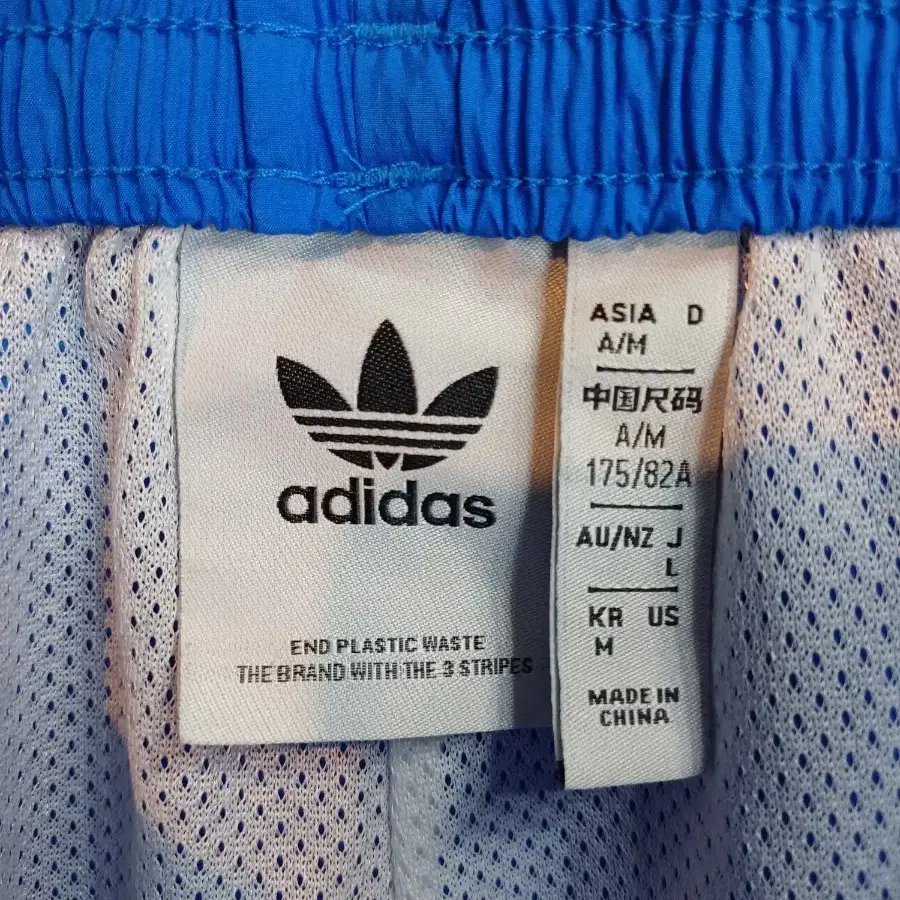 adidas
END PLASTIC WASTE
THE BRAND WITH THE 3 STRIPES
ASIA D
A/M
中国尺码
A/M
175/82A
AU/NZ J
L
KR US
M
MADE IN
CHINA